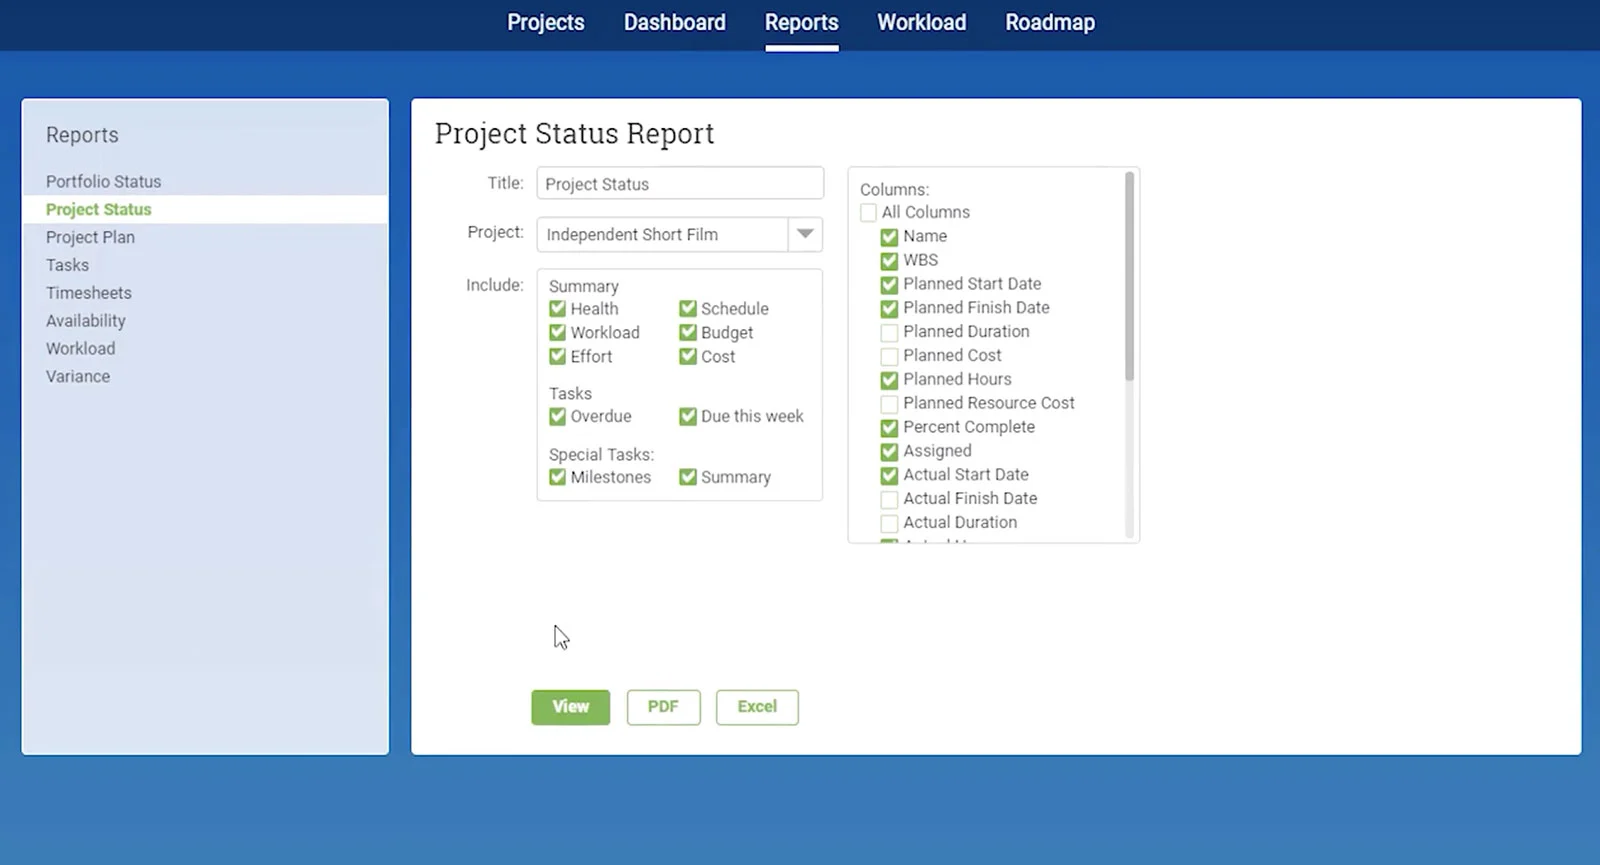 Projects Dashboard Reports Workload Roadmap
Reports
Portfolio Status
Project Status
Project Plan
Tasks
Timesheets
Availability
Workload
Variance
Project Status Report
Title: Project Status
Project: Independent Short Film
Include: Summary
Health Schedule
Workload Budget
Effort Cost
Tasks
Overdue Due this week
Special Tasks:
Milestones Summary
Columns:
All Columns
Name
WBS
Planned Start Date
Planned Finish Date
Planned Duration
Planned Cost
Planned Hours
Planned Resource Cost
Percent Complete
Assigned
Actual Start Date
Actual Finish Date
Actual Duration
View PDF Excel